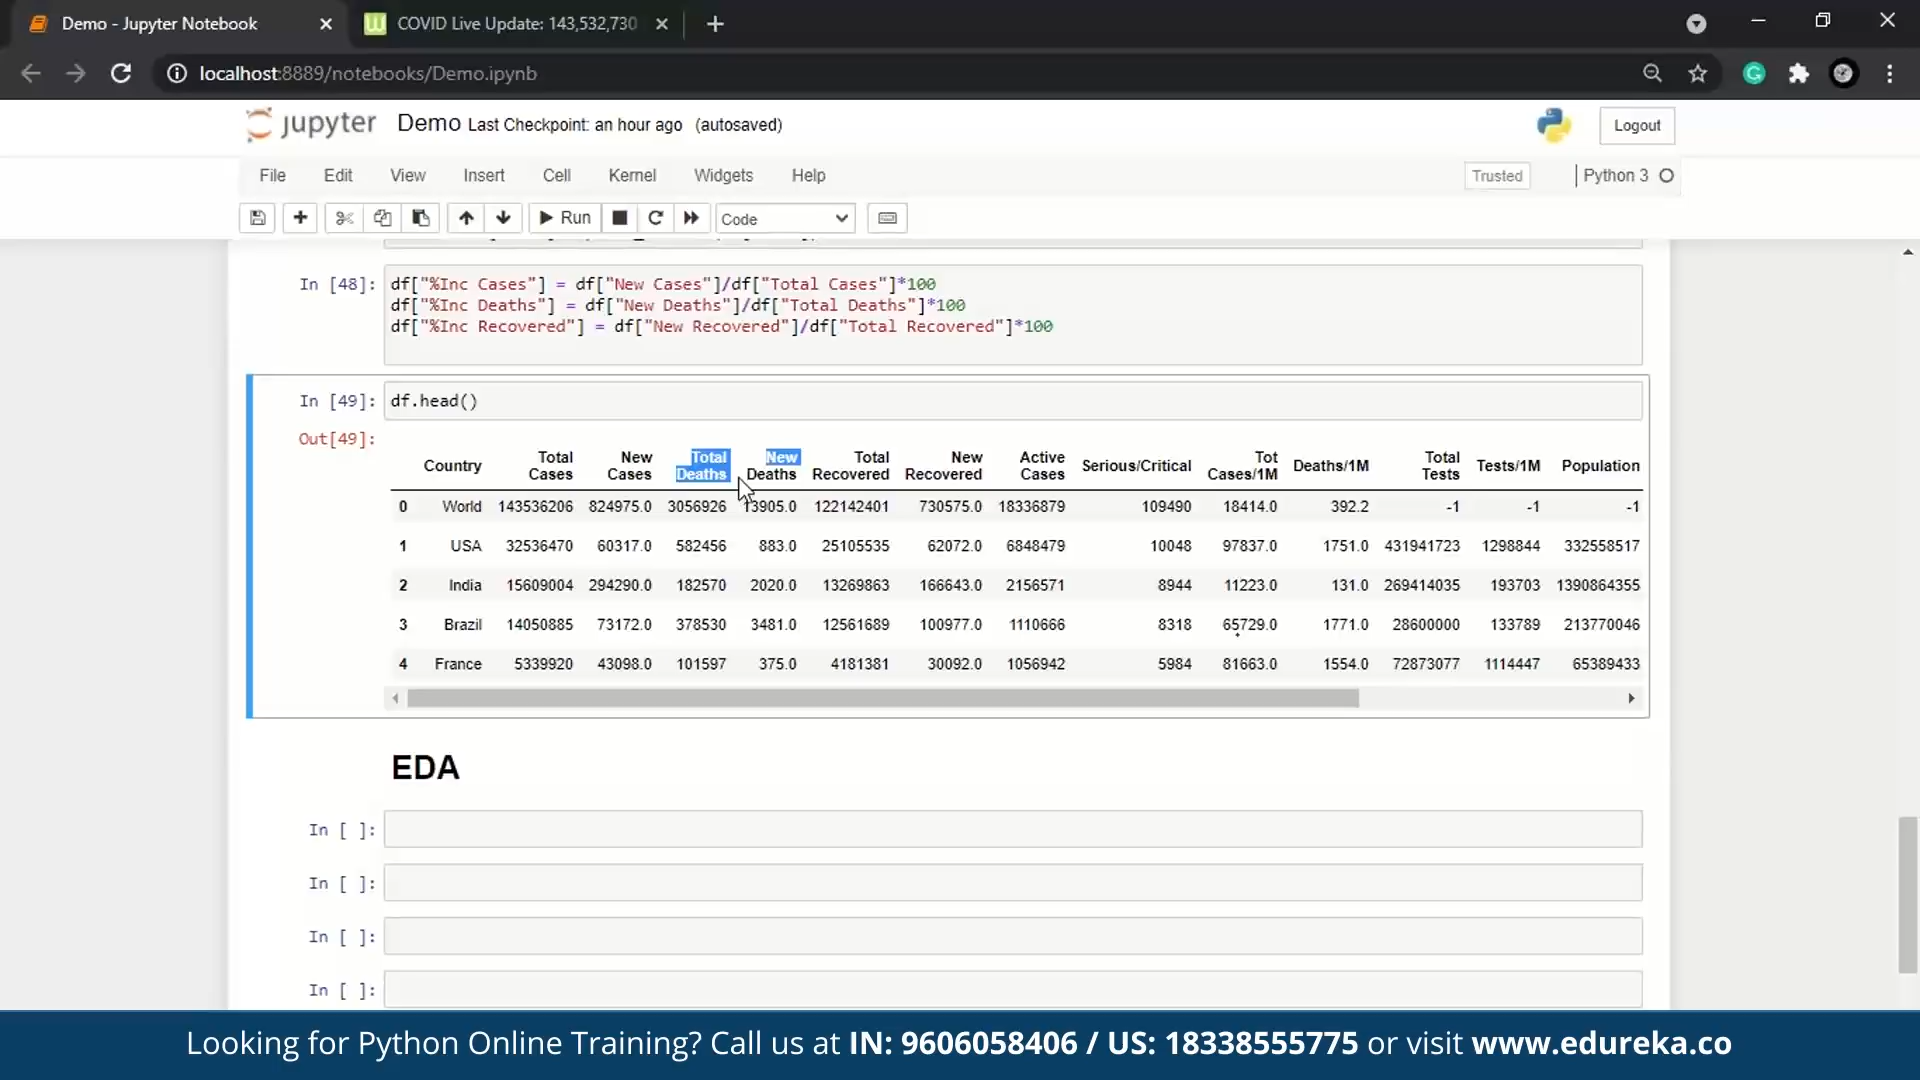 Demo - Jupyter Notebook
COVID Live Update: 143,532,730
localhost:8889/notebooks/Demo.ipynb
jupyter Demo Last Checkpoint: an hour ago (autosaved)
Logout
File Edit View Insert Cell Kernel Widgets Help
Trusted
Python 3
Run
Code
In [48]: df["%Inc Cases"] = df["New Cases"]/df["Total Cases"]*100
df["%Inc Deaths"] = df["New Deaths"]/df["Total Deaths"]*100
df["%Inc Recovered"] = df["New Recovered"]/df["Total Recovered"]*100
In [49]: df.head()
Out[49]:
Country Total Cases New Cases Total Deaths New Deaths Total Recovered New Recovered Active Cases Serious/Critical Tot Cases/1M Deaths/1M Total Tests Tests/1M Population
0 World 143536206 824975.0 3056926 13905.0 122142401 730575.0 18336879 109490 18414.0 392.2 -1 -1 -1
1 USA 32536470 60317.0 582456 883.0 25105535 62072.0 6848479 10048 97837.0 1751.0 431941723 1298844 332558517
2 India 15609004 294290.0 182570 2020.0 13269863 166643.0 2156571 8944 11223.0 131.0 269414035 193703 1390864355
3 Brazil 14050885 73172.0 378530 3481.0 12561689 100977.0 1110666 8318 65729.0 1771.0 28600000 133789 213770046
4 France 5339920 43098.0 101597 375.0 4181381 30092.0 1056942 5984 81663.0 1554.0 72873077 1114447 65389433
EDA
In [ ]:
In [ ]:
In [ ]:
In [ ]:
Looking for Python Online Training? Call us at IN: 9606058406 / US: 18338555775 or visit www.edureka.co